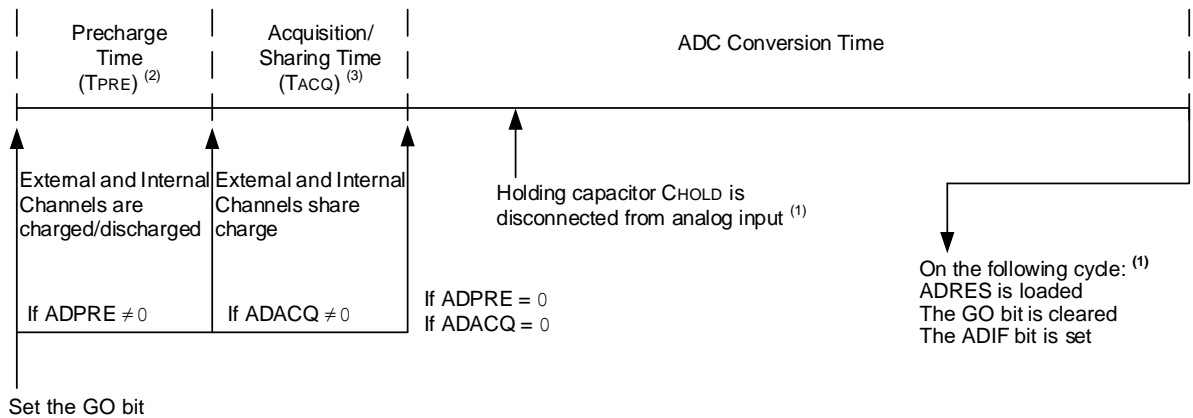 Precharge
Time
(TPRE) (2)
Acquisition/
Sharing Time
(TACQ) (3)
ADC Conversion Time
External and Internal
Channels are
charged/discharged
External and Internal
Channels share
charge
Holding capacitor CHOLD is
disconnected from analog input (1)
On the following cycle: (1)
ADRES is loaded
The GO bit is cleared
The ADIF bit is set
If ADPRE ≠ 0
If ADACQ ≠ 0
If ADPRE = 0
If ADACQ = 0
Set the GO bit